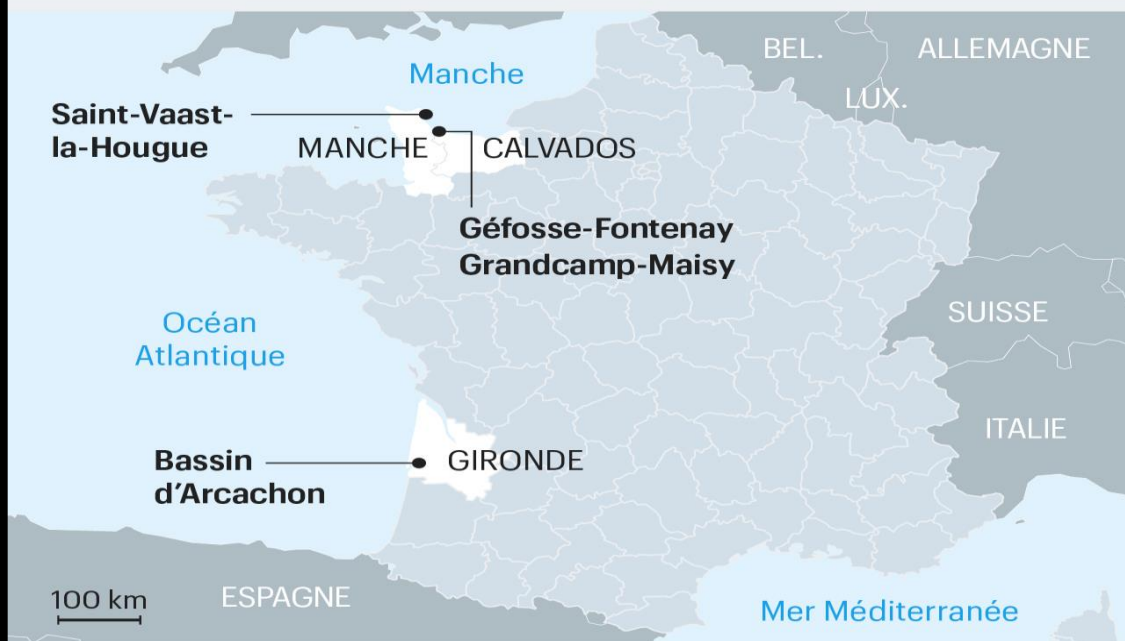 BEL.
ALLEMAGNE
Manche
LUX.
Saint-Vaast-
la-Hougue
MANCHE
CALVADOS
Géfosse-Fontenay
Grandcamp-Maisy
SUISSE
Océan
Atlantique
ITALIE
Bassin
d'Arcachon
GIRONDE
100 km
ESPAGNE
Mer Méditerranée